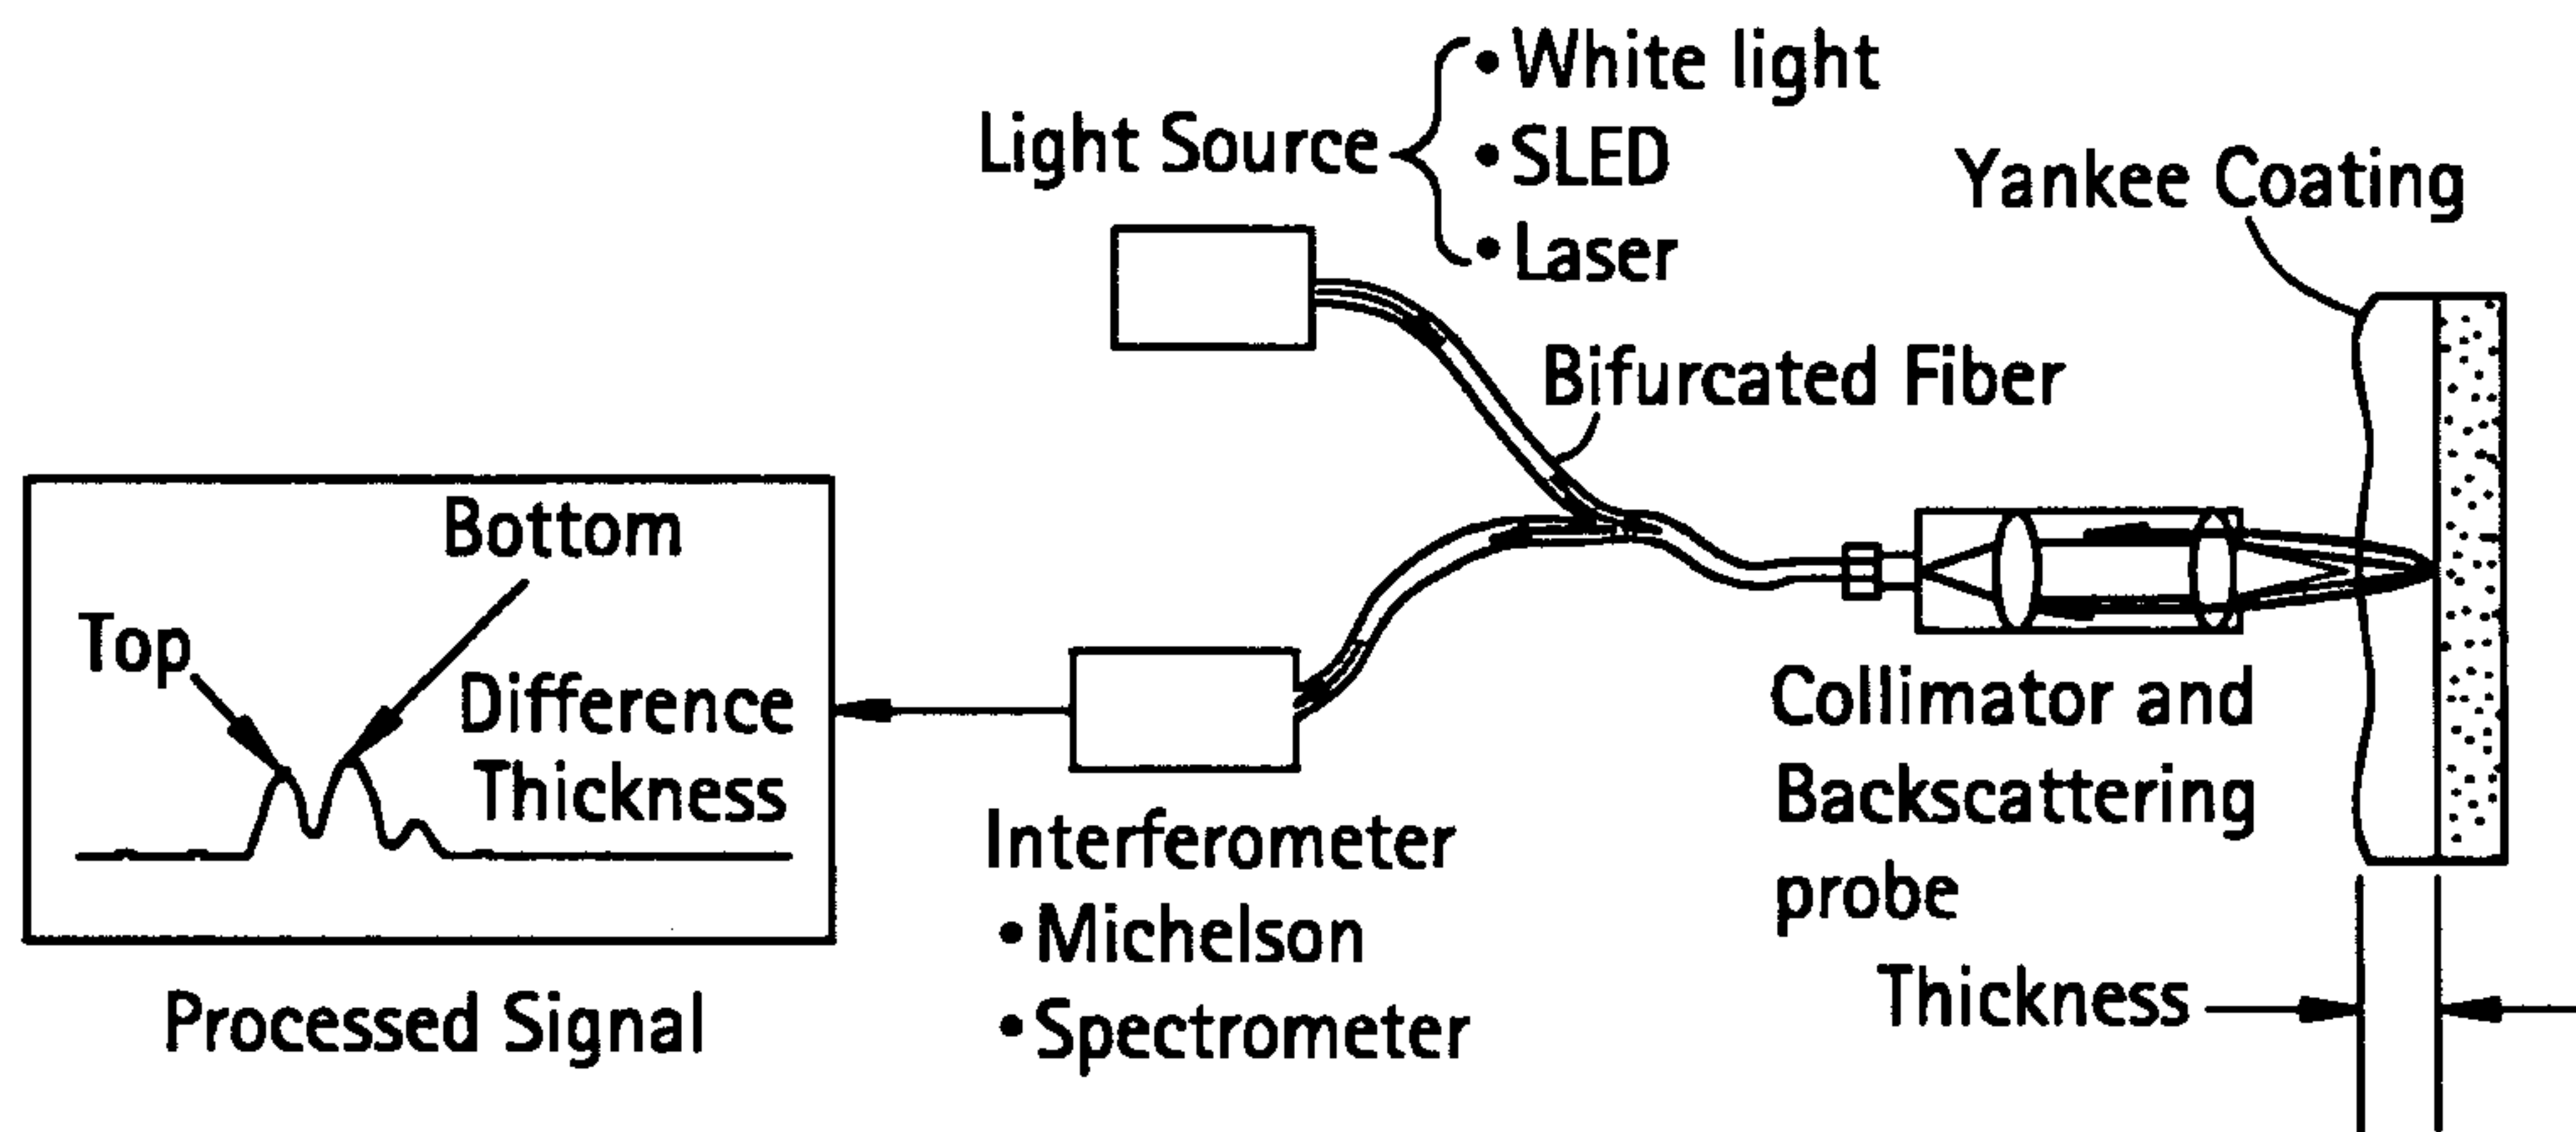 Light Source
• White light
• SLED
• Laser
Yankee Coating
Bifurcated Fiber
Bottom
Top
Difference
Thickness
Processed Signal
Interferometer
• Michelson
• Spectrometer
Collimator and
Backscattering
probe
Thickness